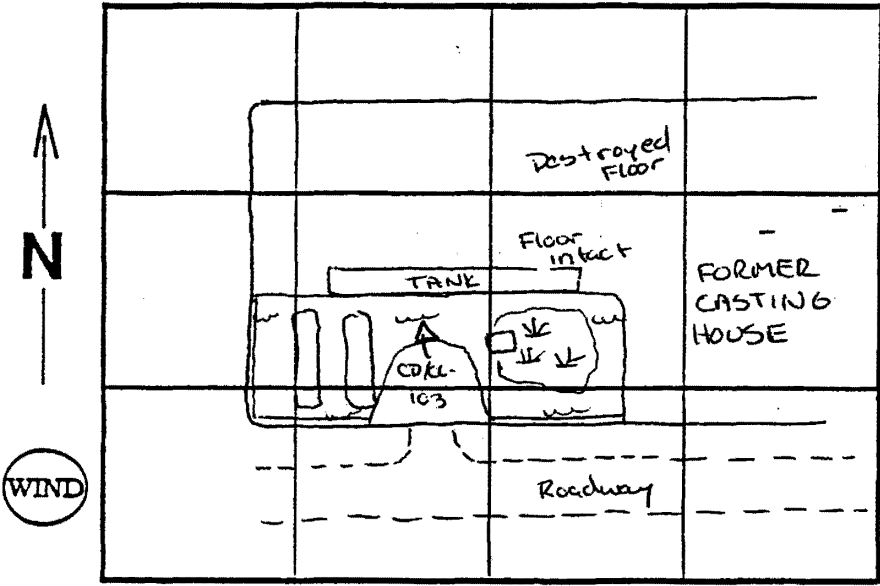 Destroyed
Floor
N
Floor
intact
TANK
FORMER
CASTING
HOUSE
CD/CL-
103
WIND
Roadway